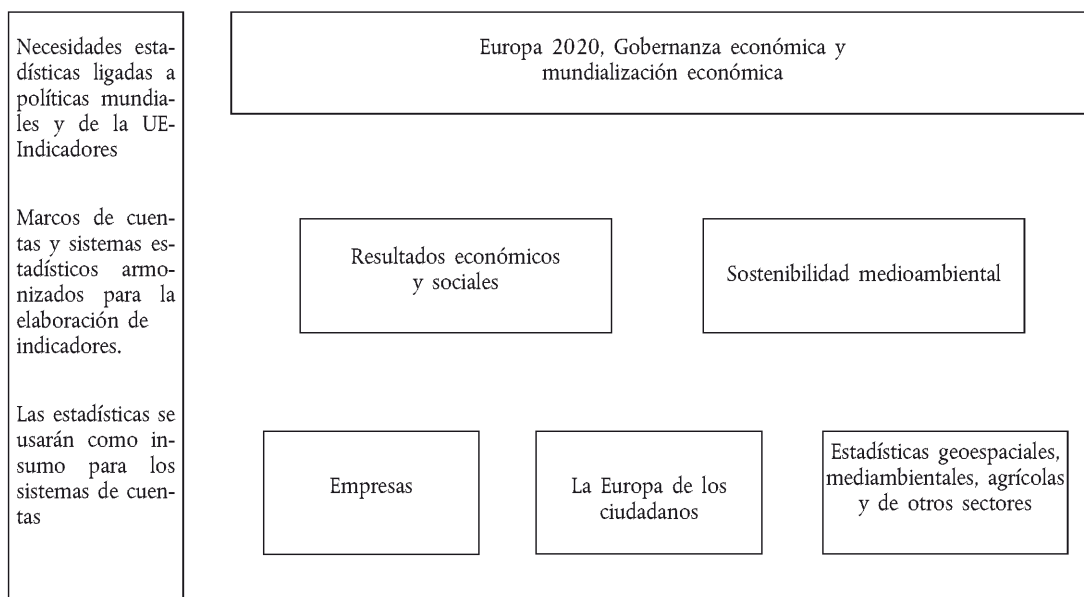 Necesidades esta-
dísticas ligadas a
políticas mundia-
les y de la UE-
Indicadores
Europa 2020, Gobernanza económica y
mundialización económica
Marcos de cuen-
tas y sistemas es-
tadísticos armo-
nizados para la
elaboración de
indicadores.
Resultados económicos
y sociales
Sostenibilidad medioambiental
Las estadísticas se
usarán como in-
sumo para los
sistemas de cuen-
tas
Empresas
La Europa de los
ciudadanos
Estadísticas geoespaciales,
mediambientales, agrícolas
y de otros sectores